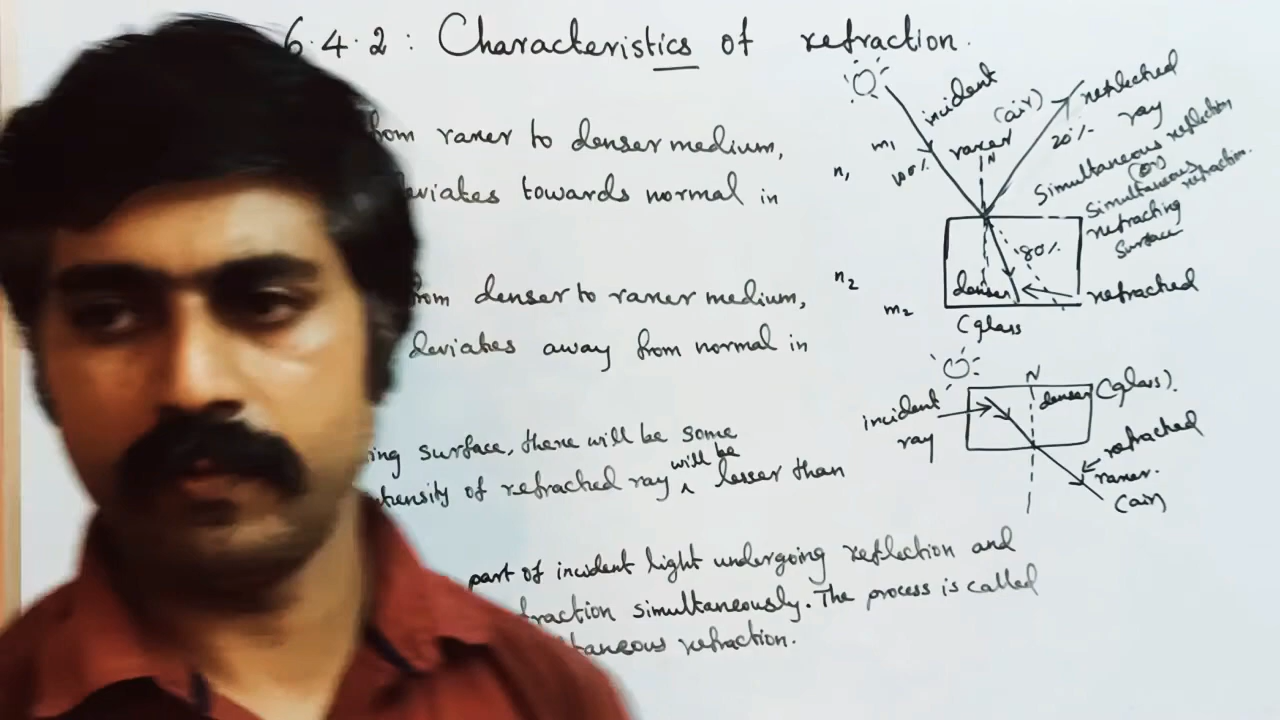 6.4.2 : Characteristics of refraction.
from rarer to denser medium,
deviates towards normal in
from denser to rarer medium,
deviates away from normal in
ing surface, there will be some
will be
intensity of refracted ray ^ lesser than
part of incident light undergoing reflection and
fraction simultaneously. The process is called
taneous refraction.
incident
(air)
rarer
N
m1
n1
100%
reflected
ray
20%
Simultaneous reflection
(or)
Simultaneous refraction.
refracting
Surface
80%
denser
refracted
n2
m2
(glass
N
denser (glass).
incident
ray
refracted
rarer.
(air)